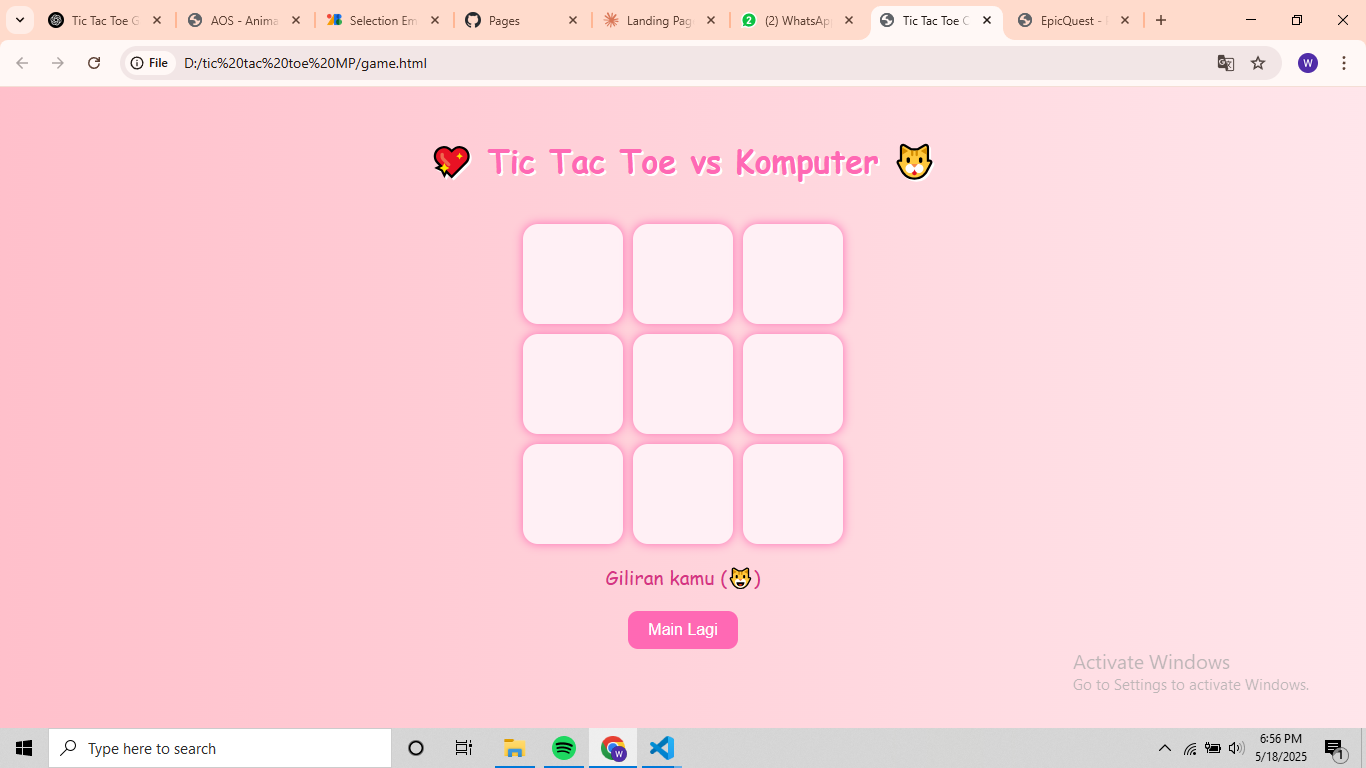 Tic Tac Toe G
AOS - Anima
Selection Em
Pages
Landing Pag
(2) WhatsAp
Tic Tac Toe C
EpicQuest -
File
D:/tic%20tac%20toe%20MP/game.html
W
💖 Tic Tac Toe vs Komputer 🐱
Giliran kamu (😺)
Main Lagi
Activate Windows
Go to Settings to activate Windows.
Type here to search
W
6:56 PM
5/18/2025
1